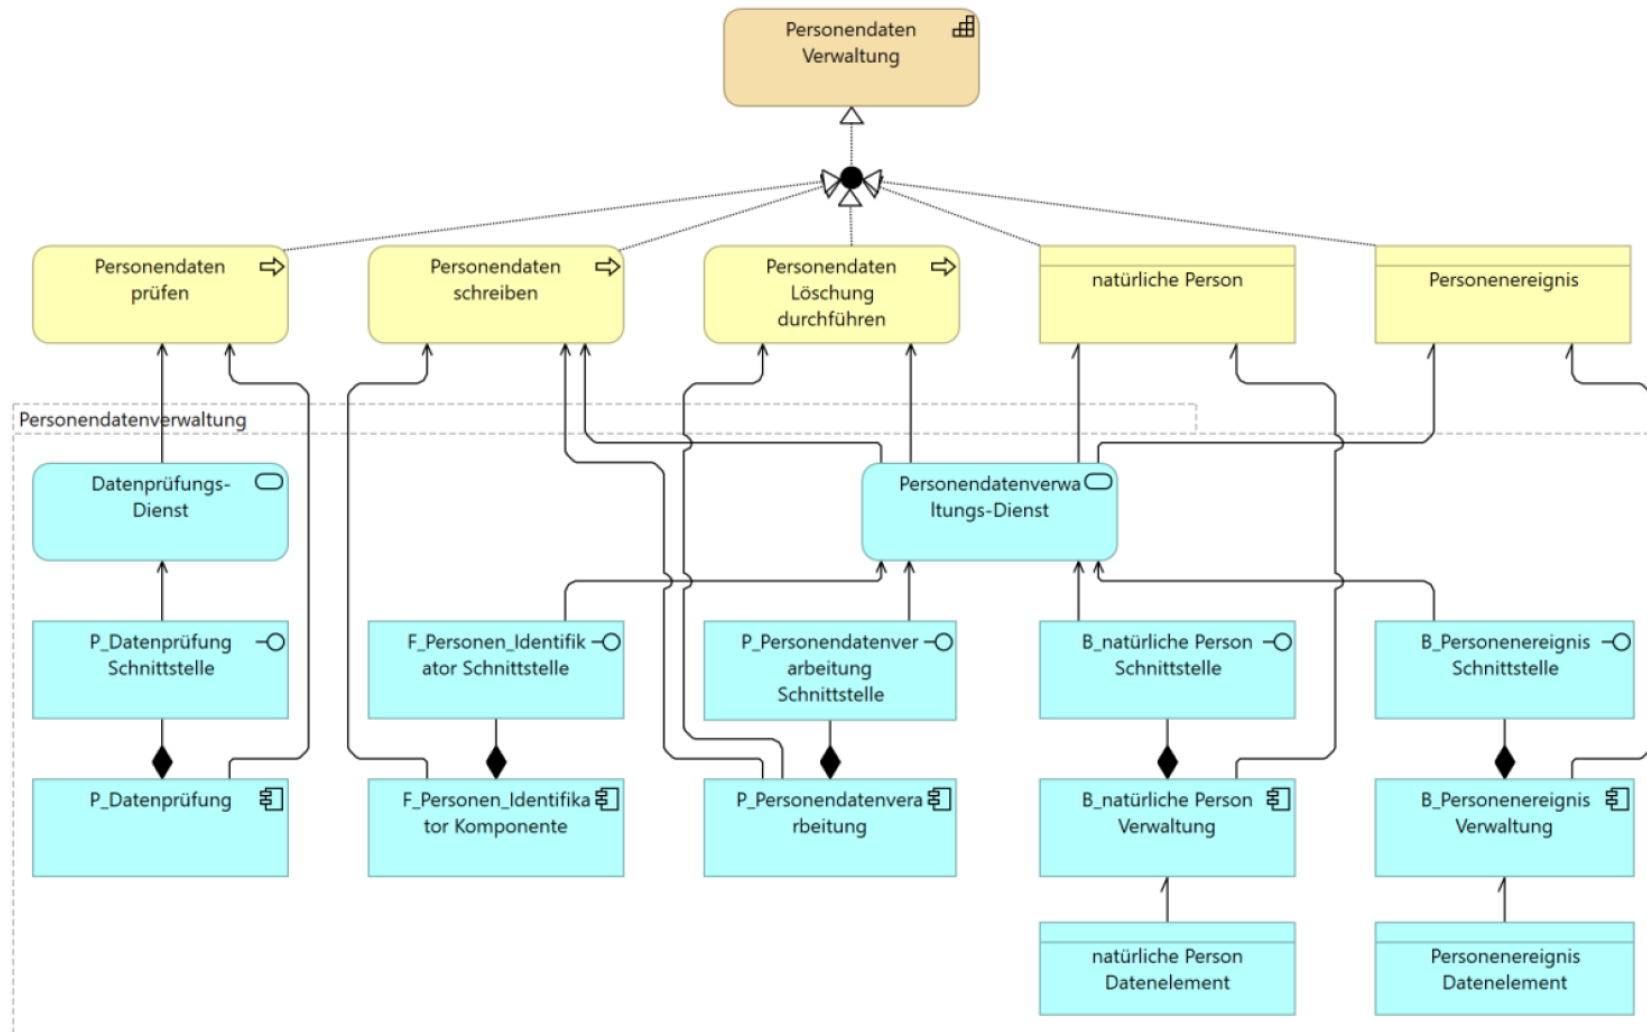 Personendaten
Verwaltung
Personendaten
prüfen
Personendaten
schreiben
Personendaten
Löschung
durchführen
natürliche Person
Personenereignis
Personendatenverwaltung
Datenprüfungs-
Dienst
Personendatenverwa
ltungs-Dienst
P_Datenprüfung
Schnittstelle
F_Personen_Identifik
ator Schnittstelle
P_Personendatenver
arbeitung
Schnittstelle
B_natürliche Person
Schnittstelle
B_Personenereignis
Schnittstelle
P_Datenprüfung
F_Personen_Identifika
tor Komponente
P_Personendatenvera
rbeitung
B_natürliche Person
Verwaltung
B_Personenereignis
Verwaltung
natürliche Person
Datenelement
Personenereignis
Datenelement